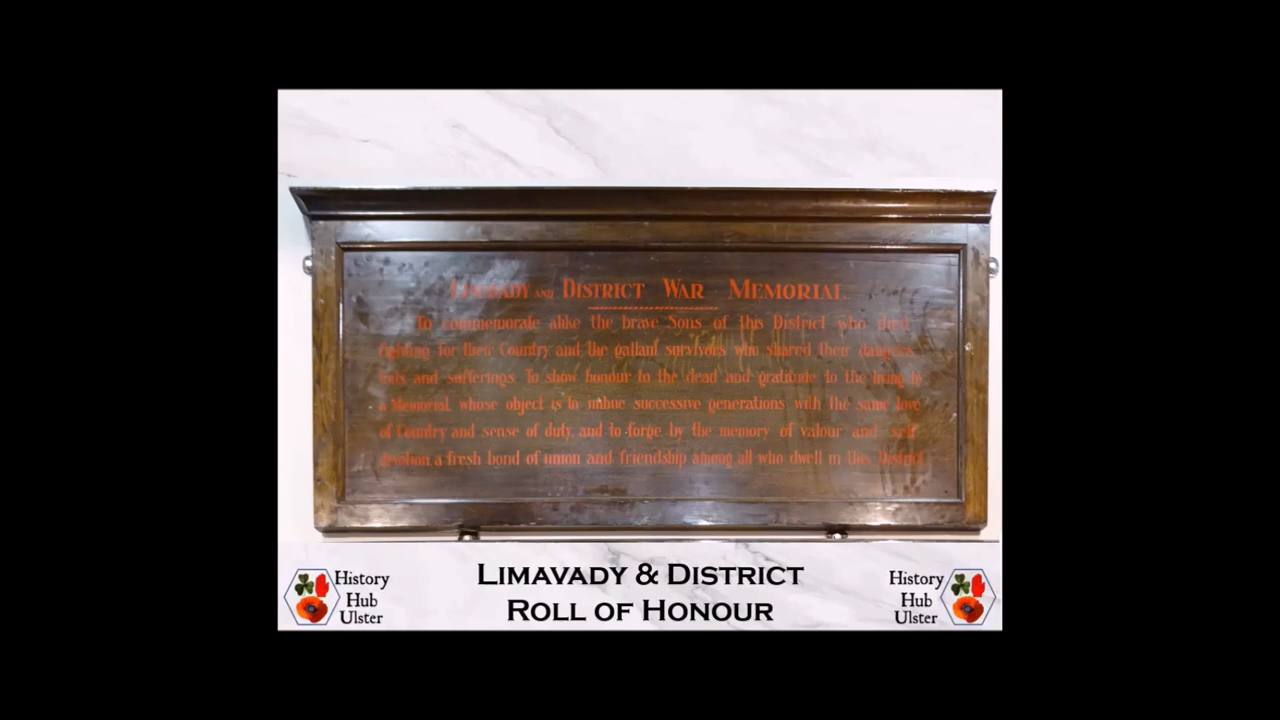 LIMAVADY AND DISTRICT WAR MEMORIAL
To commemorate alike the brave Sons of this District who died
fighting for their Country and the gallant survivors who shared their dangers
toils and sufferings. To show honour to the dead and gratitude to the living by
a Memorial, whose object is to imbue successive generations with the same love
of Country and sense of duty, and to forge by the memory of valour and self
devotion a fresh bond of union and friendship among all who dwell in this District
LIMAVADY & DISTRICT
ROLL OF HONOUR
History
Hub
Ulster
History
Hub
Ulster